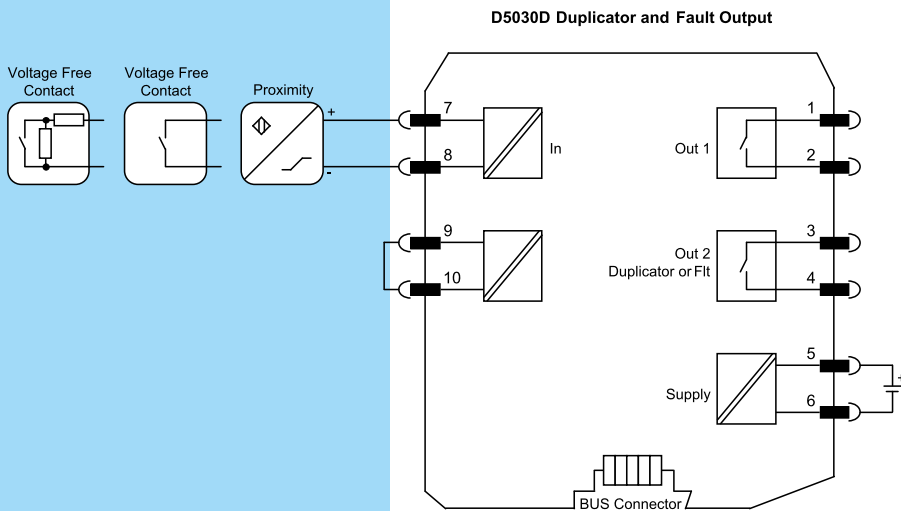 D5030D Duplicator and Fault Output
Voltage Free
Contact
Voltage Free
Contact
Proximity
+
-
7
8
In
9
10
Out 1
1
2
Out 2
Duplicator or Flt
3
4
Supply
5
6
+
BUS Connector